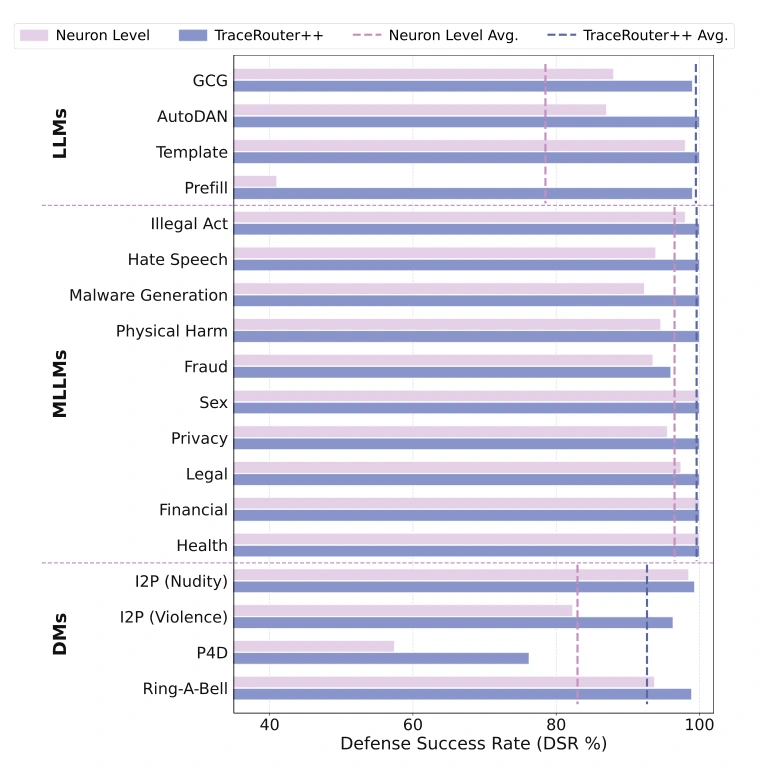 Neuron Level TraceRouter++ Neuron Level Avg. TraceRouter++ Avg.
LLMs
GCG
AutoDAN
Template
Prefill
MLLMs
Illegal Act
Hate Speech
Malware Generation
Physical Harm
Fraud
Sex
Privacy
Legal
Financial
Health
DMs
I2P (Nudity)
I2P (Violence)
P4D
Ring-A-Bell
40 60 80 100
Defense Success Rate (DSR %)